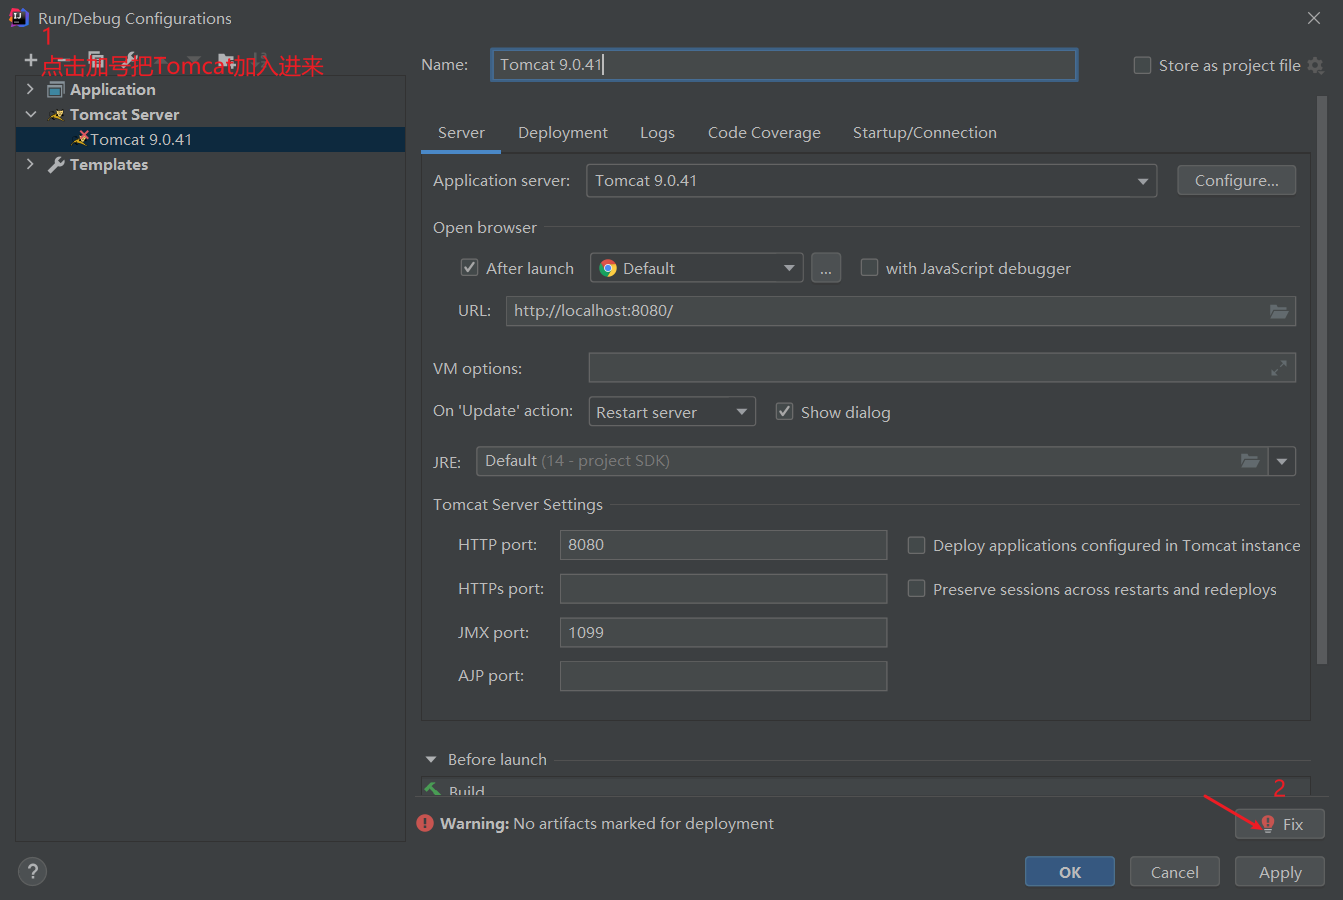 Run/Debug Configurations
1
点击加号把Tomcat加入进来
Application
Tomcat Server
Tomcat 9.0.41
Templates
Name: Tomcat 9.0.41 Store as project file
Server Deployment Logs Code Coverage Startup/Connection
Application server: Tomcat 9.0.41 Configure...
Open browser
After launch Default ... with JavaScript debugger
URL: http://localhost:8080/
VM options:
On 'Update' action: Restart server Show dialog
JRE: Default (14 - project SDK)
Tomcat Server Settings
HTTP port: 8080 Deploy applications configured in Tomcat instance
HTTPs port: Preserve sessions across restarts and redeploys
JMX port: 1099
AJP port:
Before launch
Build
2
Warning: No artifacts marked for deployment Fix
? OK Cancel Apply